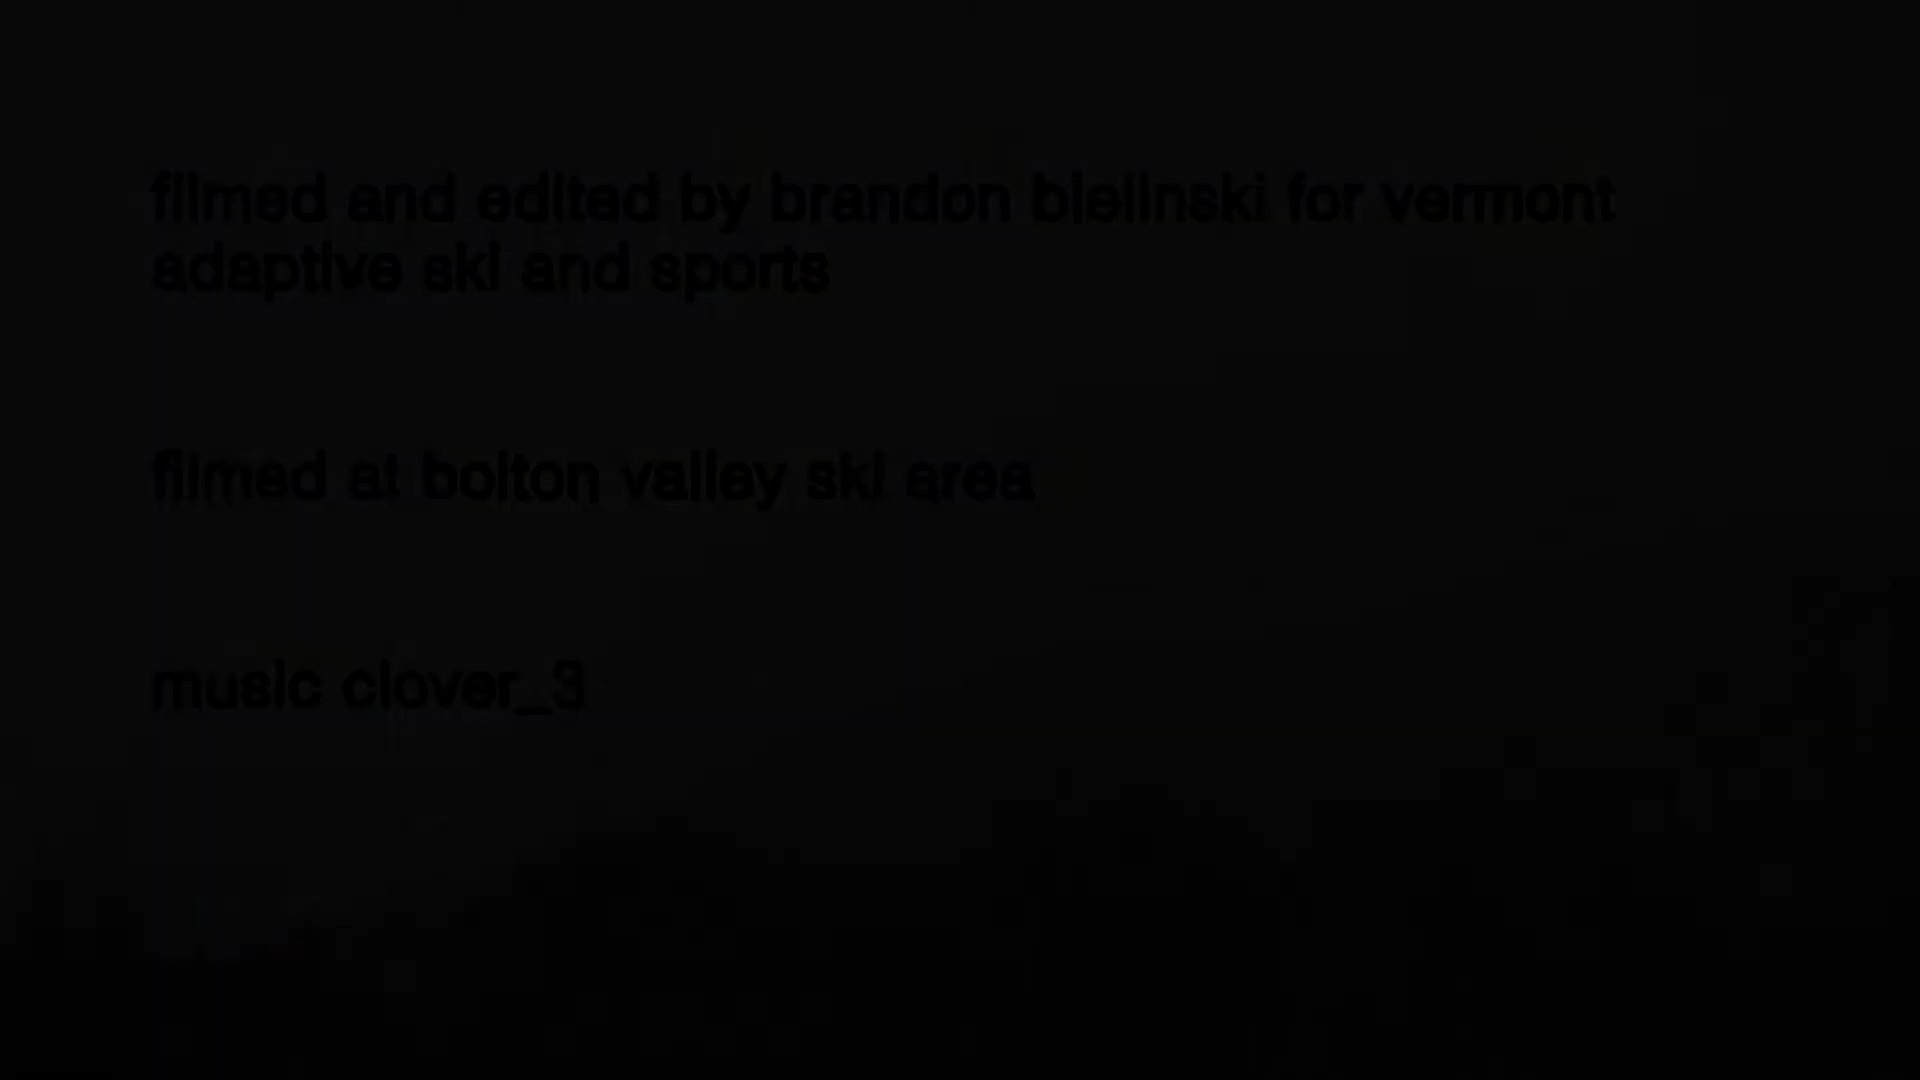 filmed and edited by brandon bielinski for vermont
adaptive ski and sports
filmed at bolton valley ski area
music clover_3